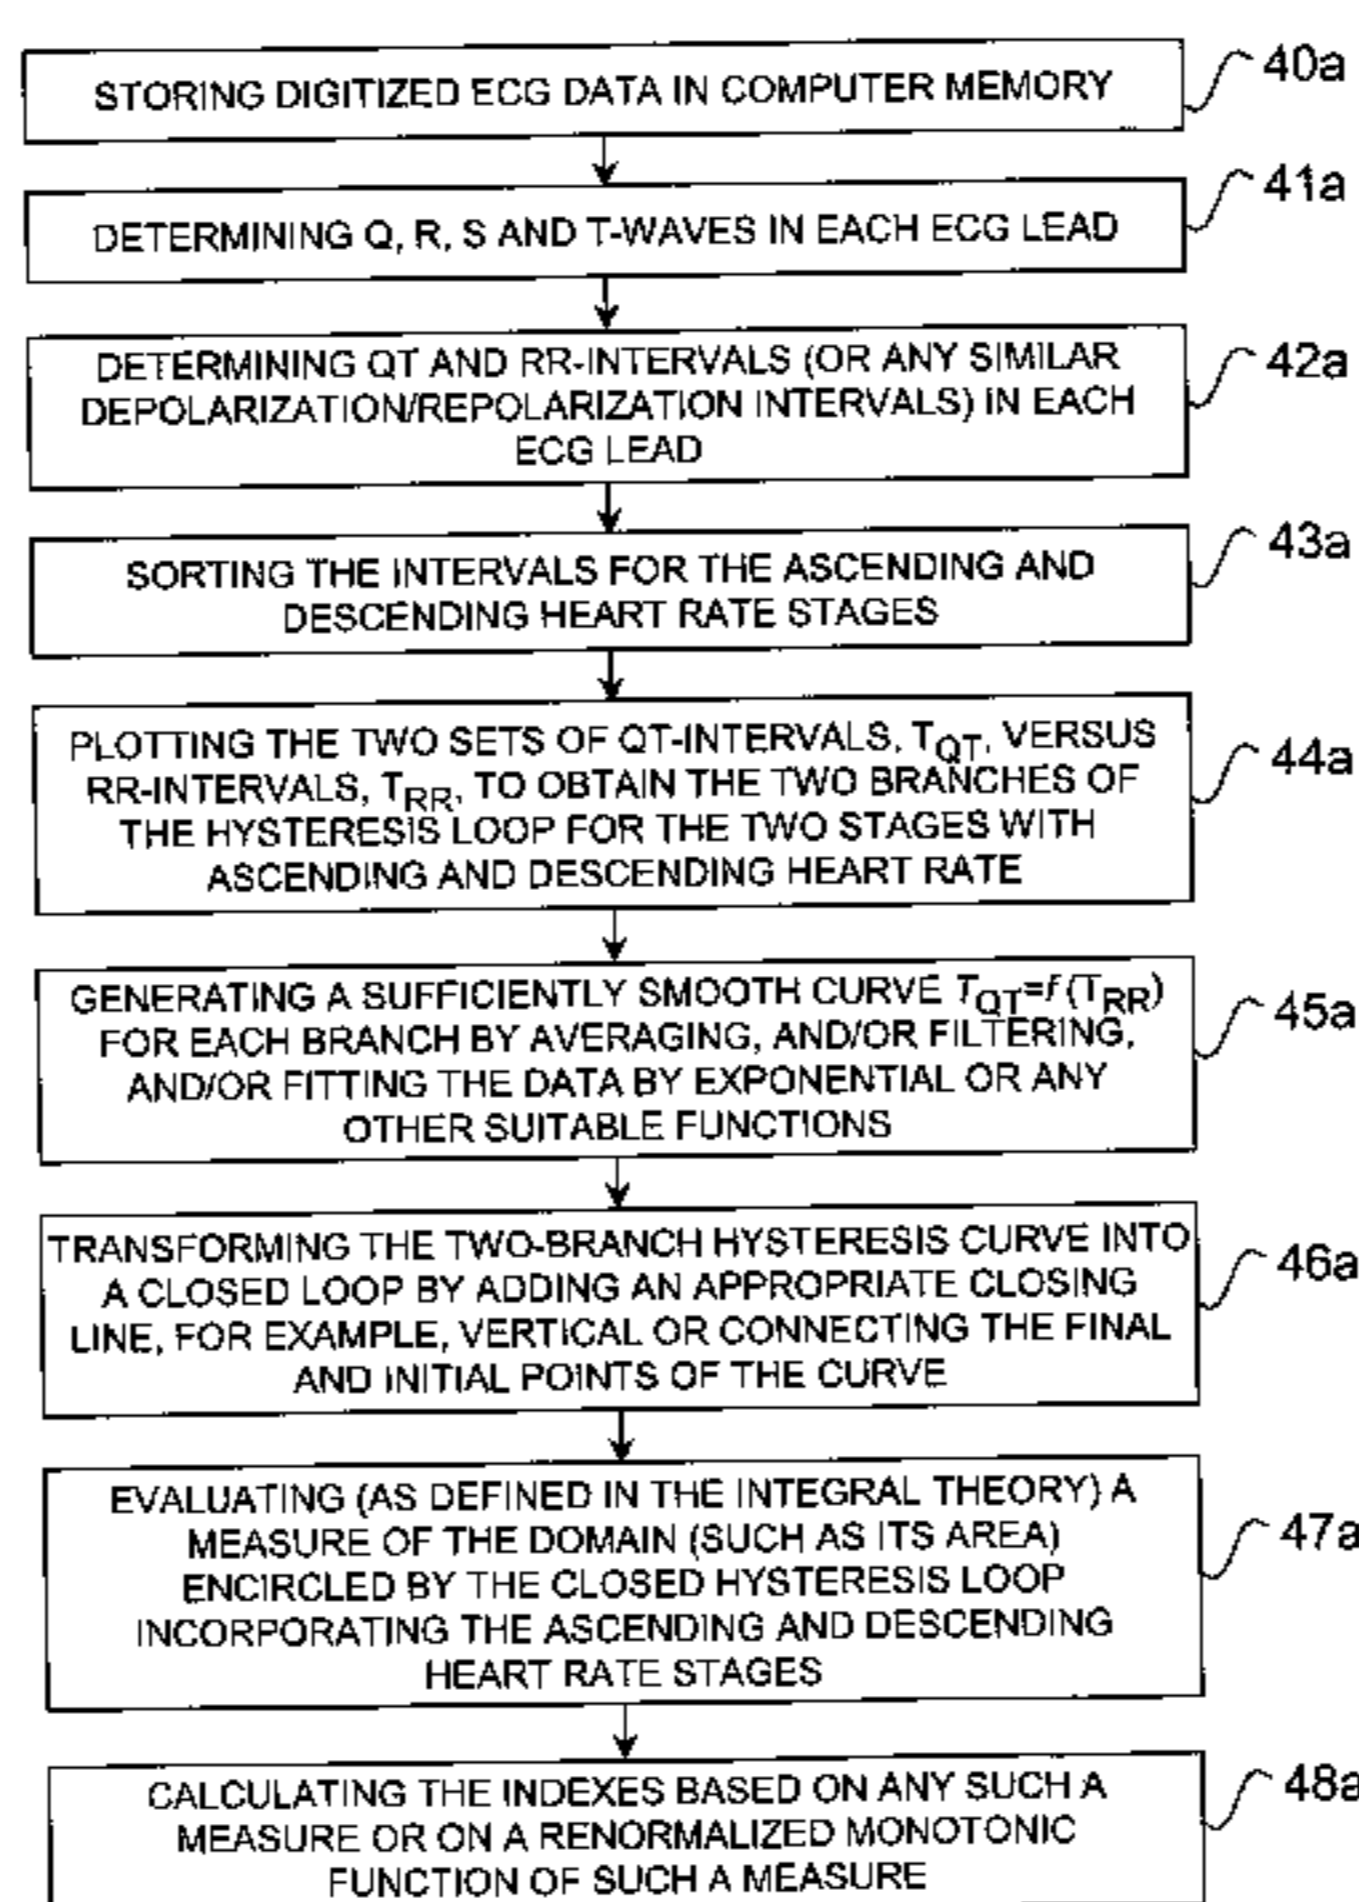 STORING DIGITIZED ECG DATA IN COMPUTER MEMORY
40a
DETERMINING Q, R, S AND T-WAVES IN EACH ECG LEAD
41a
DETERMINING QT AND RR-INTERVALS (OR ANY SIMILAR
DEPOLARIZATION/REPOLARIZATION INTERVALS) IN EACH
ECG LEAD
42a
SORTING THE INTERVALS FOR THE ASCENDING AND
DESCENDING HEART RATE STAGES
43a
PLOTTING THE TWO SETS OF QT-INTERVALS, TQT, VERSUS
RR-INTERVALS, TRR, TO OBTAIN THE TWO BRANCHES OF
THE HYSTERESIS LOOP FOR THE TWO STAGES WITH
ASCENDING AND DESCENDING HEART RATE
44a
GENERATING A SUFFICIENTLY SMOOTH CURVE TQT=f(TRR)
FOR EACH BRANCH BY AVERAGING, AND/OR FILTERING,
AND/OR FITTING THE DATA BY EXPONENTIAL OR ANY
OTHER SUITABLE FUNCTIONS
45a
TRANSFORMING THE TWO-BRANCH HYSTERESIS CURVE INTO
A CLOSED LOOP BY ADDING AN APPROPRIATE CLOSING
LINE, FOR EXAMPLE, VERTICAL OR CONNECTING THE FINAL
AND INITIAL POINTS OF THE CURVE
46a
EVALUATING (AS DEFINED IN THE INTEGRAL THEORY) A
MEASURE OF THE DOMAIN (SUCH AS ITS AREA)
ENCIRCLED BY THE CLOSED HYSTERESIS LOOP
INCORPORATING THE ASCENDING AND DESCENDING
HEART RATE STAGES
47a
CALCULATING THE INDEXES BASED ON ANY SUCH A
MEASURE OR ON A RENORMALIZED MONOTONIC
FUNCTION OF SUCH A MEASURE
48a